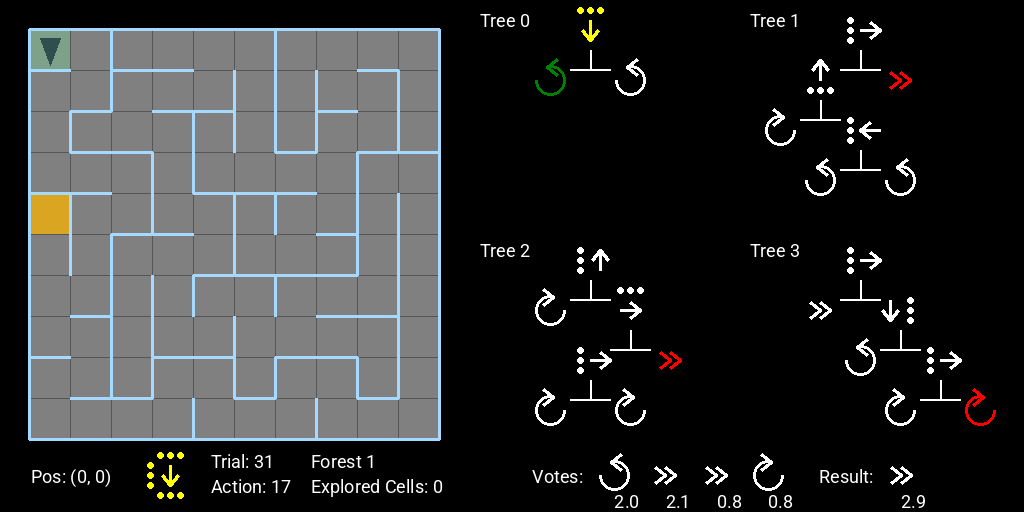 Tree 0
Tree 1
Tree 2
Tree 3
Pos: (0, 0)
Trial: 31
Forest 1
Action: 17
Explored Cells: 0
Votes:
2.0
2.1
0.8
0.8
Result:
2.9